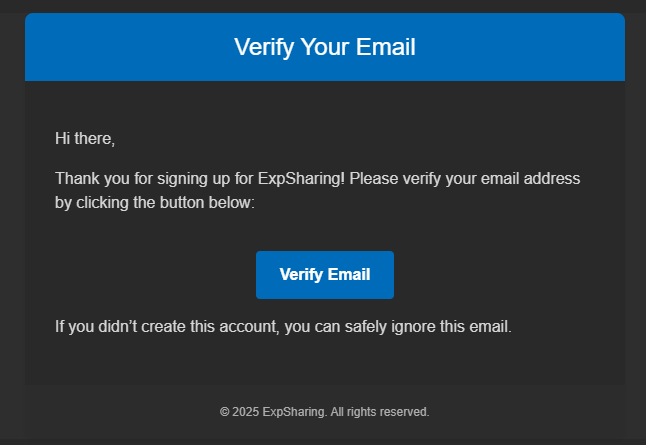 Verify Your Email
Hi there,
Thank you for signing up for ExpSharing! Please verify your email address
by clicking the button below:
Verify Email
If you didn’t create this account, you can safely ignore this email.
© 2025 ExpSharing. All rights reserved.